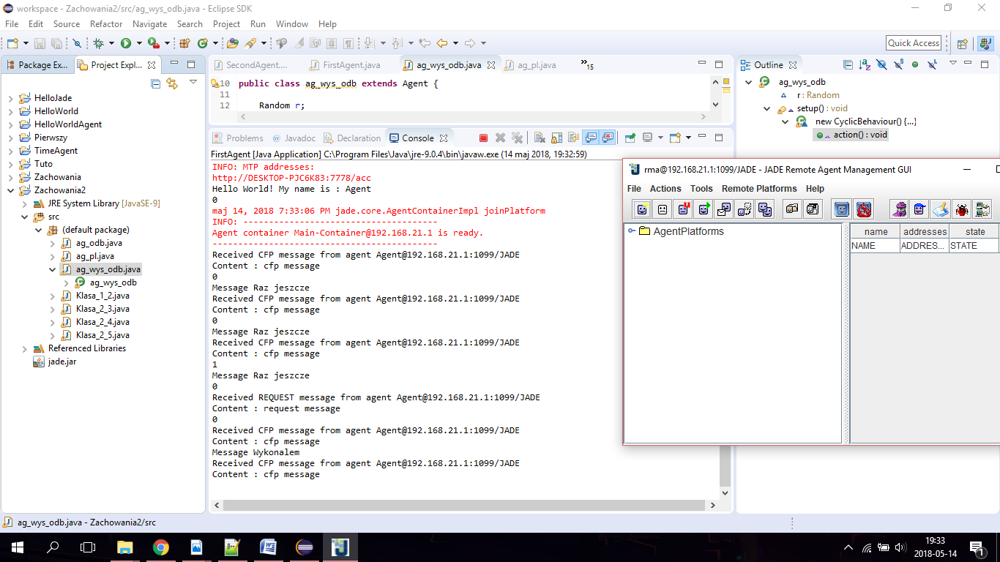 workspace - Zachowania2/src/ag_wys_odb.java - Eclipse SDK
File Edit Source Refactor Navigate Search Project Run Window Help
Quick Access
Package Ex... Project Expl...
HelloJade
HelloWorld
HelloWorldAgent
Pierwszy
TimeAgent
Tuto
Zachowania
Zachowania2
JRE System Library [JavaSE-9]
src
(default package)
ag_odb.java
ag_pl.java
ag_wys_odb.java
ag_wys_odb
Klasa_1_2.java
Klasa_2_3.java
Klasa_2_4.java
Klasa_2_5.java
Referenced Libraries
jade.jar
SecondAgent.... FirstAgent.java ag_wys_odb.java ag_pl.java »15
10 public class ag_wys_odb extends Agent {
11
12 Random r;
Problems Javadoc Declaration Console
FirstAgent [Java Application] C:\Program Files\Java\jre-9.0.4\bin\javaw.exe (14 maj 2018, 19:32:59)
INFO: MTP addresses:
http://DESKTOP-PJC6K83:7778/acc
Hello World! My name is : Agent
0
maj 14, 2018 7:33:06 PM jade.core.AgentContainerImpl joinPlatform
INFO: -----------------------------------
Agent container Main-Container@192.168.21.1 is ready.
-----------------------------------------
Received CFP message from agent Agent@192.168.21.1:1099/JADE
Content : cfp message
0
Message Raz jeszcze
Received CFP message from agent Agent@192.168.21.1:1099/JADE
Content : cfp message
0
Message Raz jeszcze
Received CFP message from agent Agent@192.168.21.1:1099/JADE
Content : cfp message
1
Message Raz jeszcze
0
Received REQUEST message from agent Agent@192.168.21.1:1099/JADE
Content : request message
0
Received CFP message from agent Agent@192.168.21.1:1099/JADE
Content : cfp message
Message Wykonalem
Received CFP message from agent Agent@192.168.21.1:1099/JADE
Content : cfp message
Outline
ag_wys_odb
r : Random
setup() : void
new CyclicBehaviour() {...}
action() : void
rma@192.168.21.1:1099/JADE - JADE Remote Agent Management GUI
File Actions Tools Remote Platforms Help
AgentPlatforms
name addresses state
NAME ADDRES... STATE
ag_wys_odb.java - Zachowania2/src
19:33
2018-05-14
1